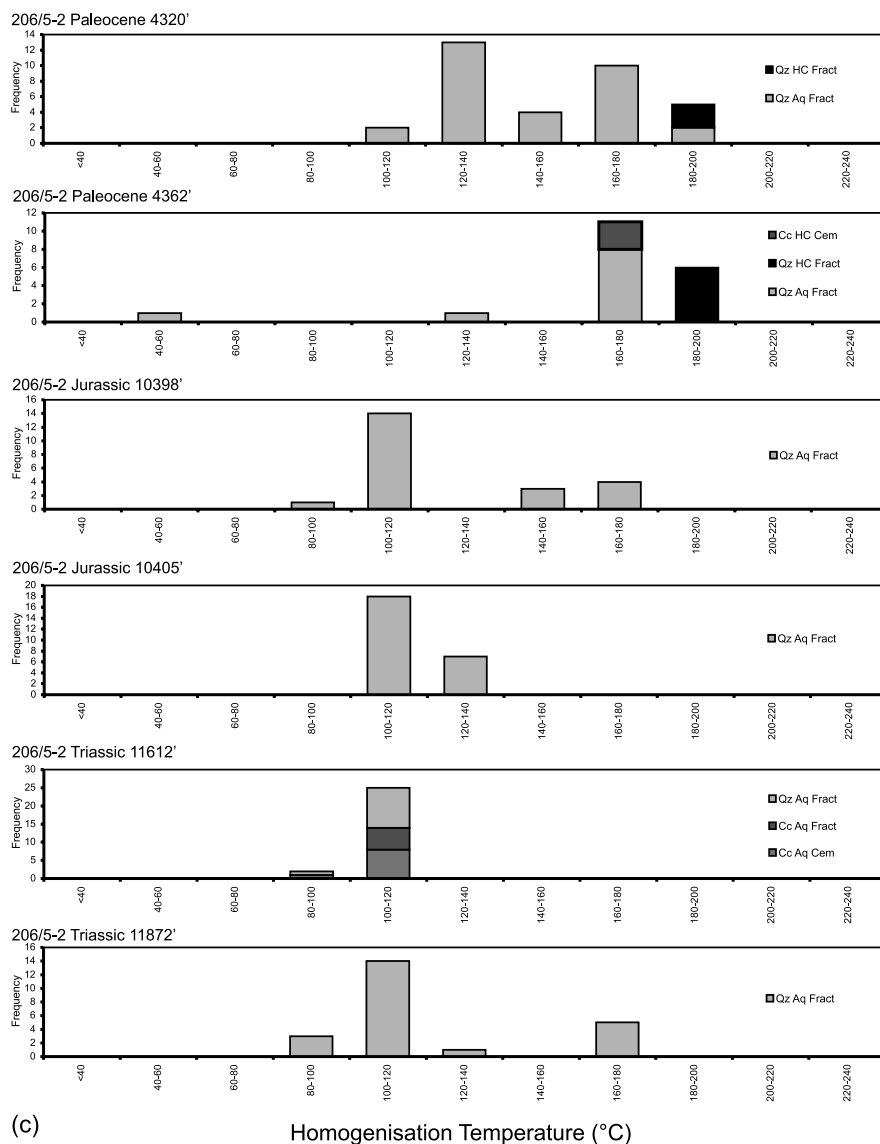 206/5-2 Paleocene 4320'
Frequency
14
12
10
8
6
4
2
0
Qz HC Fract
Qz Aq Fract
<40 40-60 60-80 80-100 100-120 120-140 140-160 160-180 180-200 200-220 220-240
206/5-2 Paleocene 4362'
Frequency
12
10
8
6
4
2
0
Cc HC Cem
Qz HC Fract
Qz Aq Fract
<40 40-60 60-80 80-100 100-120 120-140 140-160 160-180 180-200 200-220 220-240
206/5-2 Jurassic 10398'
Frequency
16
14
12
10
8
6
4
2
0
Qz Aq Fract
<40 40-60 60-80 80-100 100-120 120-140 140-160 160-180 180-200 200-220 220-240
206/5-2 Jurassic 10405'
Frequency
20
18
16
14
12
10
8
6
4
2
0
Qz Aq Fract
<40 40-60 60-80 80-100 100-120 120-140 140-160 160-180 180-200 200-220 220-240
206/5-2 Triassic 11612'
Frequency
30
25
20
15
10
5
0
Qz Aq Fract
Cc Aq Fract
Cc Aq Cem
<40 40-60 60-80 80-100 100-120 120-140 140-160 160-180 180-200 200-220 220-240
206/5-2 Triassic 11872'
Frequency
16
14
12
10
8
6
4
2
0
Qz Aq Fract
<40 40-60 60-80 80-100 100-120 120-140 140-160 160-180 180-200 200-220 220-240
(c) Homogenisation Temperature (°C)